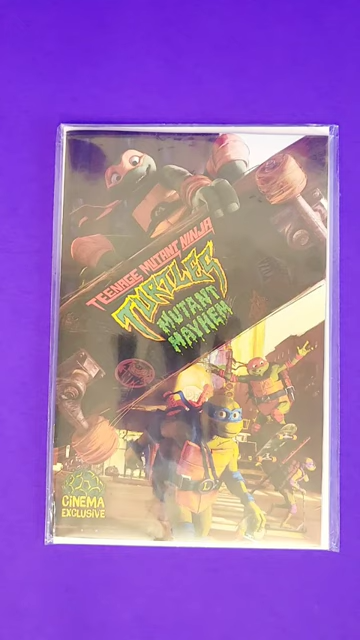 TEENAGE MUTANT NINJA
TURTLES
MUTANT
MAYHEM
CINEMA
EXCLUSIVE